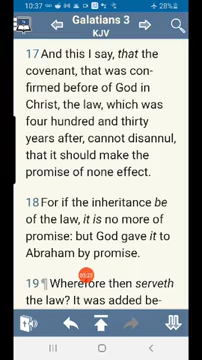 10:37
28%
Galatians 3
KJV
17 And this I say, that the
covenant, that was con-
firmed before of God in
Christ, the law, which was
four hundred and thirty
years after, cannot disannul,
that it should make the
promise of none effect.
18 For if the inheritance be
of the law, it is no more of
promise: but God gave it to
Abraham by promise.
00:23
19 ¶ Wherefore then serveth
the law? It was added be-